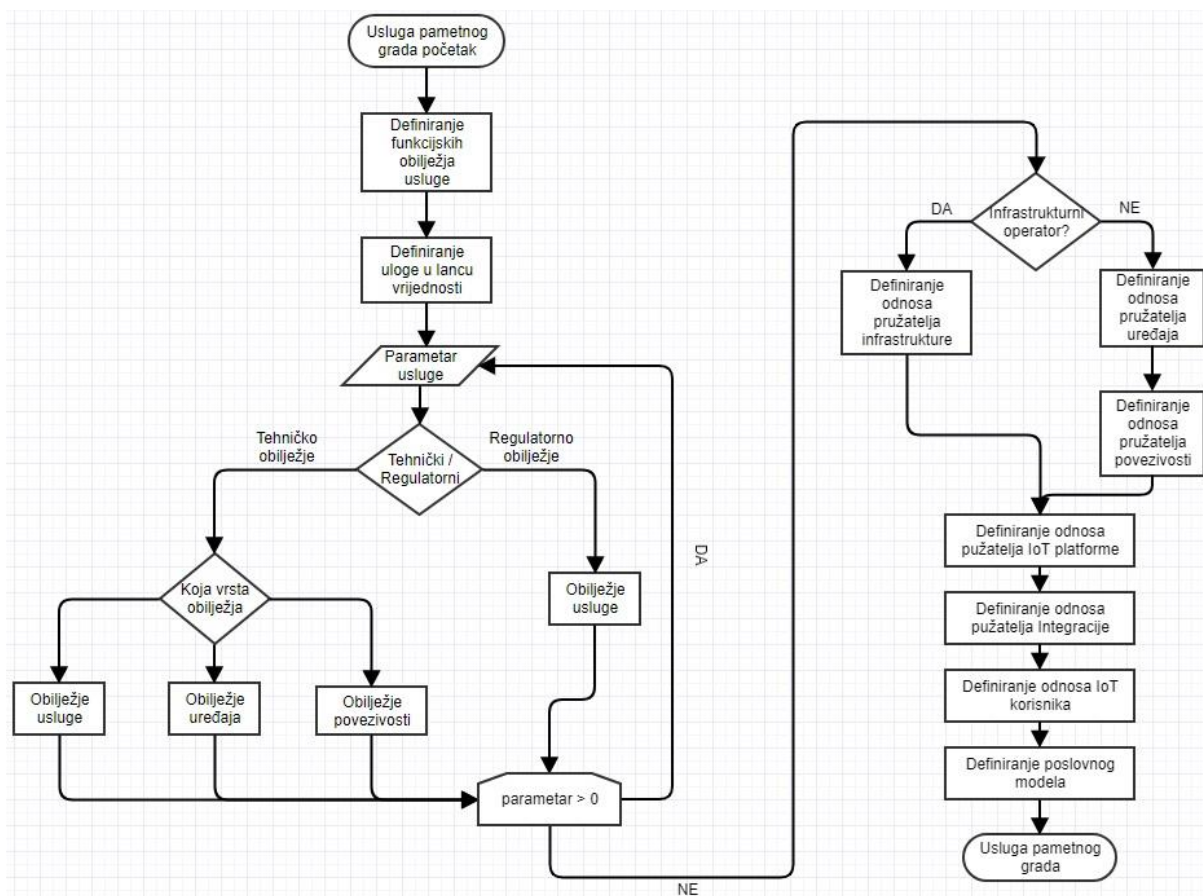 Usluga pametnog
grada početak
Definiranje
funkcijskih
obilježja
usluge
Definiranje
uloge u lancu
vrijednosti
Parametar
usluge
Tehničko
obilježje
Tehnički /
Regulatorni
Regulatorno
obilježje
Koja vrsta
obilježja
Obilježje
usluge
Obilježje
usluge
Obilježje
uređaja
Obilježje
povezivosti
parametar > 0
DA
NE
Infrastrukturni
operator?
DA
NE
Definiranje
odnosa
pružatelja
infrastrukture
Definiranje
odnosa
pružatelja
uređaja
Definiranje
odnosa
pružatelja
povezivosti
Definiranje odnosa
pužatelja IoT platforme
Definiranje odnosa
pužatelja Integracije
Definiranje odnosa IoT
korisnika
Definiranje poslovnog
modela
Usluga pametnog
grada